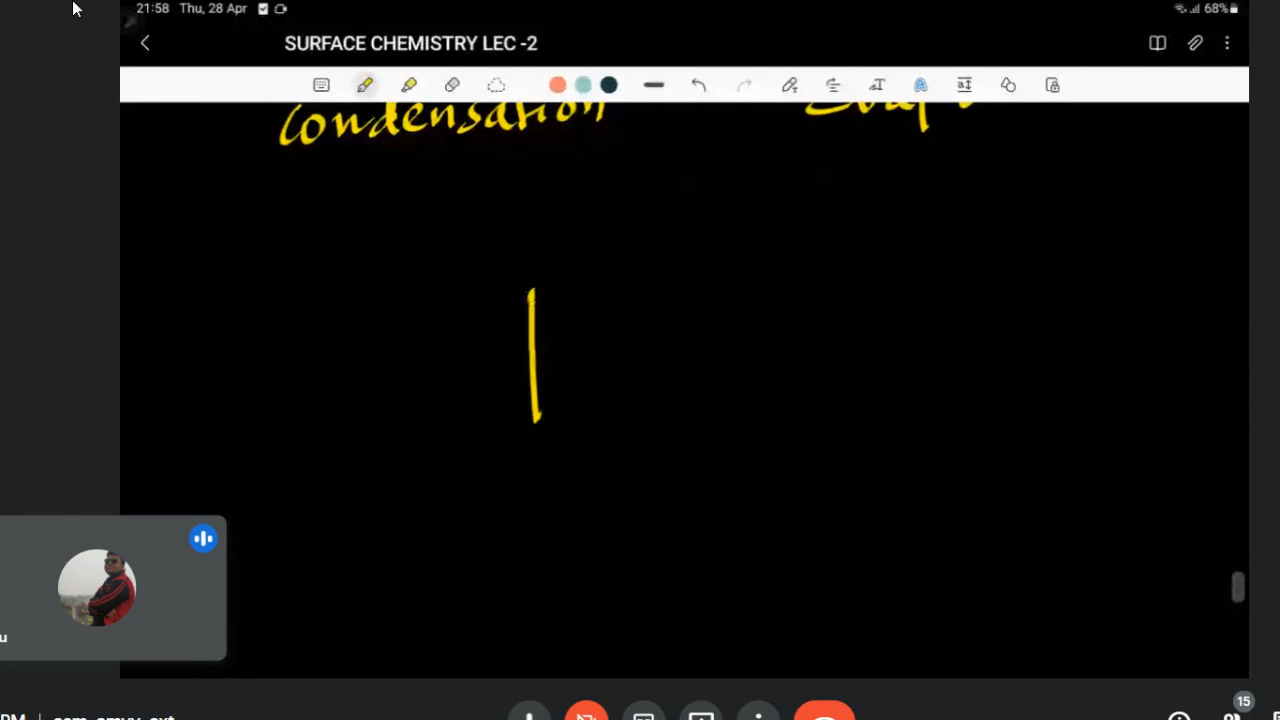 21:58 Thu, 28 Apr 68%
SURFACE CHEMISTRY LEC -2
Condensation
u
15